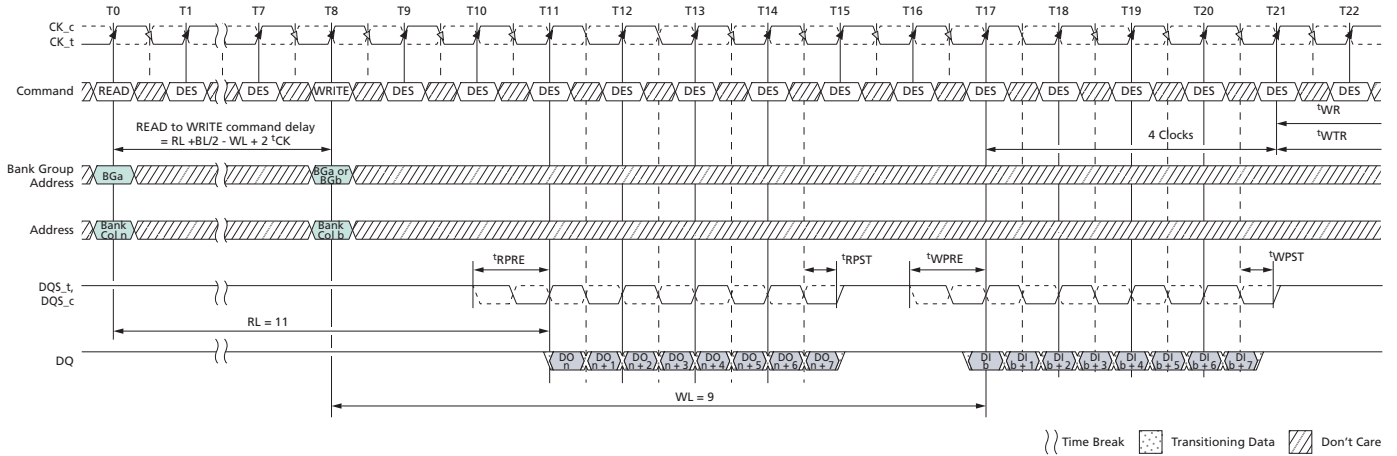 T0 T1 T7 T8 T9 T10 T11 T12 T13 T14 T15 T16 T17 T18 T19 T20 T21 T22
CK_c
CK_t
Command READ DES DES WRITE DES DES DES DES DES DES DES DES DES DES DES DES DES DES
tWR
READ to WRITE command delay
= RL +BL/2 - WL + 2 tCK
4 Clocks tWTR
Bank Group
Address
BGa
BGa or
BGb
Address
Bank
Col n
Bank
Col b
tRPRE tRPST tWPRE tWPST
DQS_t,
DQS_c
RL = 11
DQ
DO DO DO DO DO DO DO DO DI DI DI DI DI DI DI DI
n n + 1 n + 2 n + 3 n + 4 n + 5 n + 6 n + 7 b b + 1 b + 2 b + 3 b + 4 b + 5 b + 6 b + 7
WL = 9
Time Break Transitioning Data Don't Care